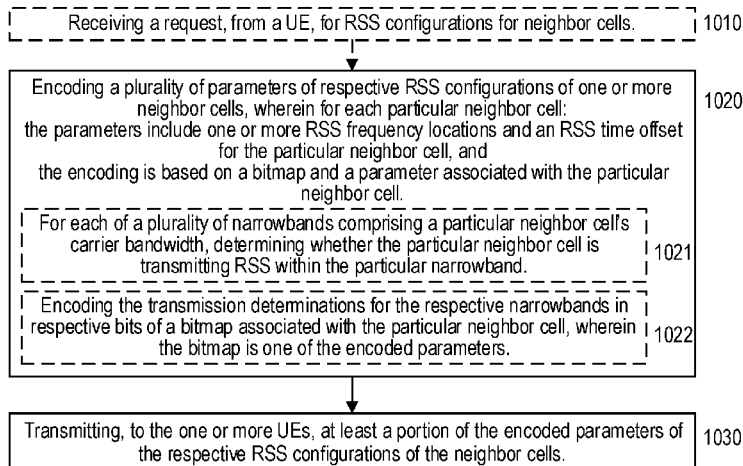 Receiving a request, from a UE, for RSS configurations for neighbor cells.
1010
Encoding a plurality of parameters of respective RSS configurations of one or more
neighbor cells, wherein for each particular neighbor cell:
the parameters include one or more RSS frequency locations and an RSS time offset
for the particular neighbor cell, and
the encoding is based on a bitmap and a parameter associated with the particular
neighbor cell.
1020
For each of a plurality of narrowbands comprising a particular neighbor cell's
carrier bandwidth, determining whether the particular neighbor cell is
transmitting RSS within the particular narrowband.
1021
Encoding the transmission determinations for the respective narrowbands in
respective bits of a bitmap associated with the particular neighbor cell, wherein
the bitmap is one of the encoded parameters.
1022
Transmitting, to the one or more UEs, at least a portion of the encoded parameters of
the respective RSS configurations of the neighbor cells.
1030